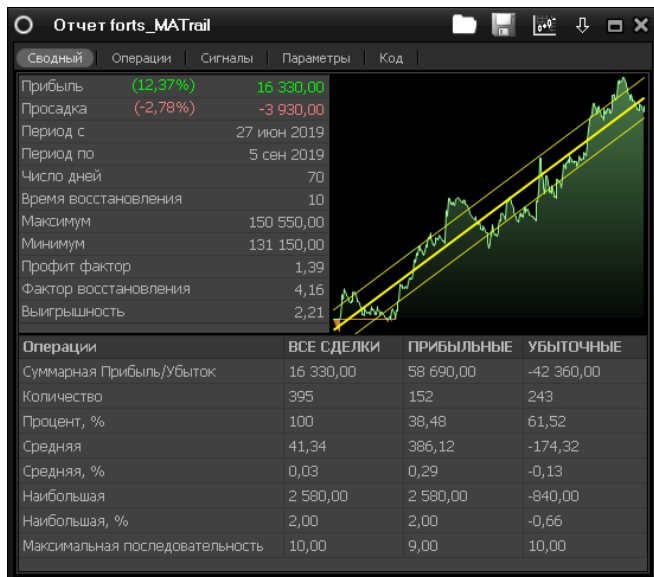 Отчет forts_MATrail
Сводный Операции Сигналы Параметры Код
Прибыль (12,37%) 16 330,00
Просадка (-2,78%) -3 930,00
Период с 27 июн 2019
Период по 5 сен 2019
Число дней 70
Время восстановления 10
Максимум 150 550,00
Минимум 131 150,00
Профит фактор 1,39
Фактор восстановления 4,16
Выигрышность 2,21
Операции ВСЕ СДЕЛКИ ПРИБЫЛЬНЫЕ УБЫТОЧНЫЕ
Суммарная Прибыль/Убыток 16 330,00 58 690,00 -42 360,00
Количество 395 152 243
Процент, % 100 38,48 61,52
Средняя 41,34 386,12 -174,32
Средняя, % 0,03 0,29 -0,13
Наибольшая 2 580,00 2 580,00 -840,00
Наибольшая, % 2,00 2,00 -0,66
Максимальная последовательность 10,00 9,00 10,00